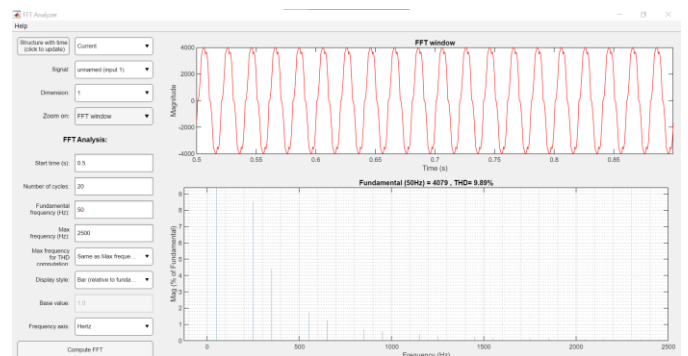 FFT Analyzer
Help
Structure with time
(click to update)
Current
Signal:
unnamed (input 1)
Dimension:
1
Zoom on:
FFT window
FFT Analysis:
Start time (s):
0.5
Number of cycles:
20
Fundamental
frequency (Hz):
50
Max
frequency (Hz):
2500
Max frequency
for THD
computation:
Same as Max freque...
Display style:
Bar (relative to funda...
Base value:
1.0
Frequency axis:
Hertz
Compute FFT
FFT window
4000
2000
0
-2000
-4000
Magnitude
0.5 0.55 0.6 0.65 0.7 0.75 0.8 0.85
Time (s)
Fundamental (50Hz) = 4079 , THD= 9.89%
9
8
7
6
5
4
3
2
1
0
Mag (% of Fundamental)
0 500 1000 1500 2000 2500
Frequency (Hz)